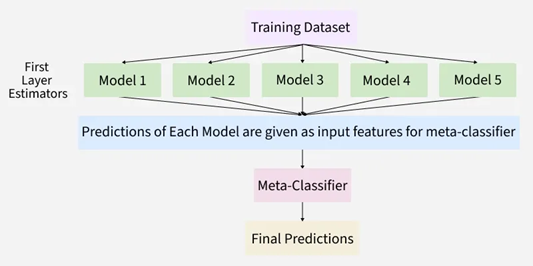 Training Dataset
First
Layer
Estimators
Model 1
Model 2
Model 3
Model 4
Model 5
Predictions of Each Model are given as input features for meta-classifier
Meta-Classifier
Final Predictions